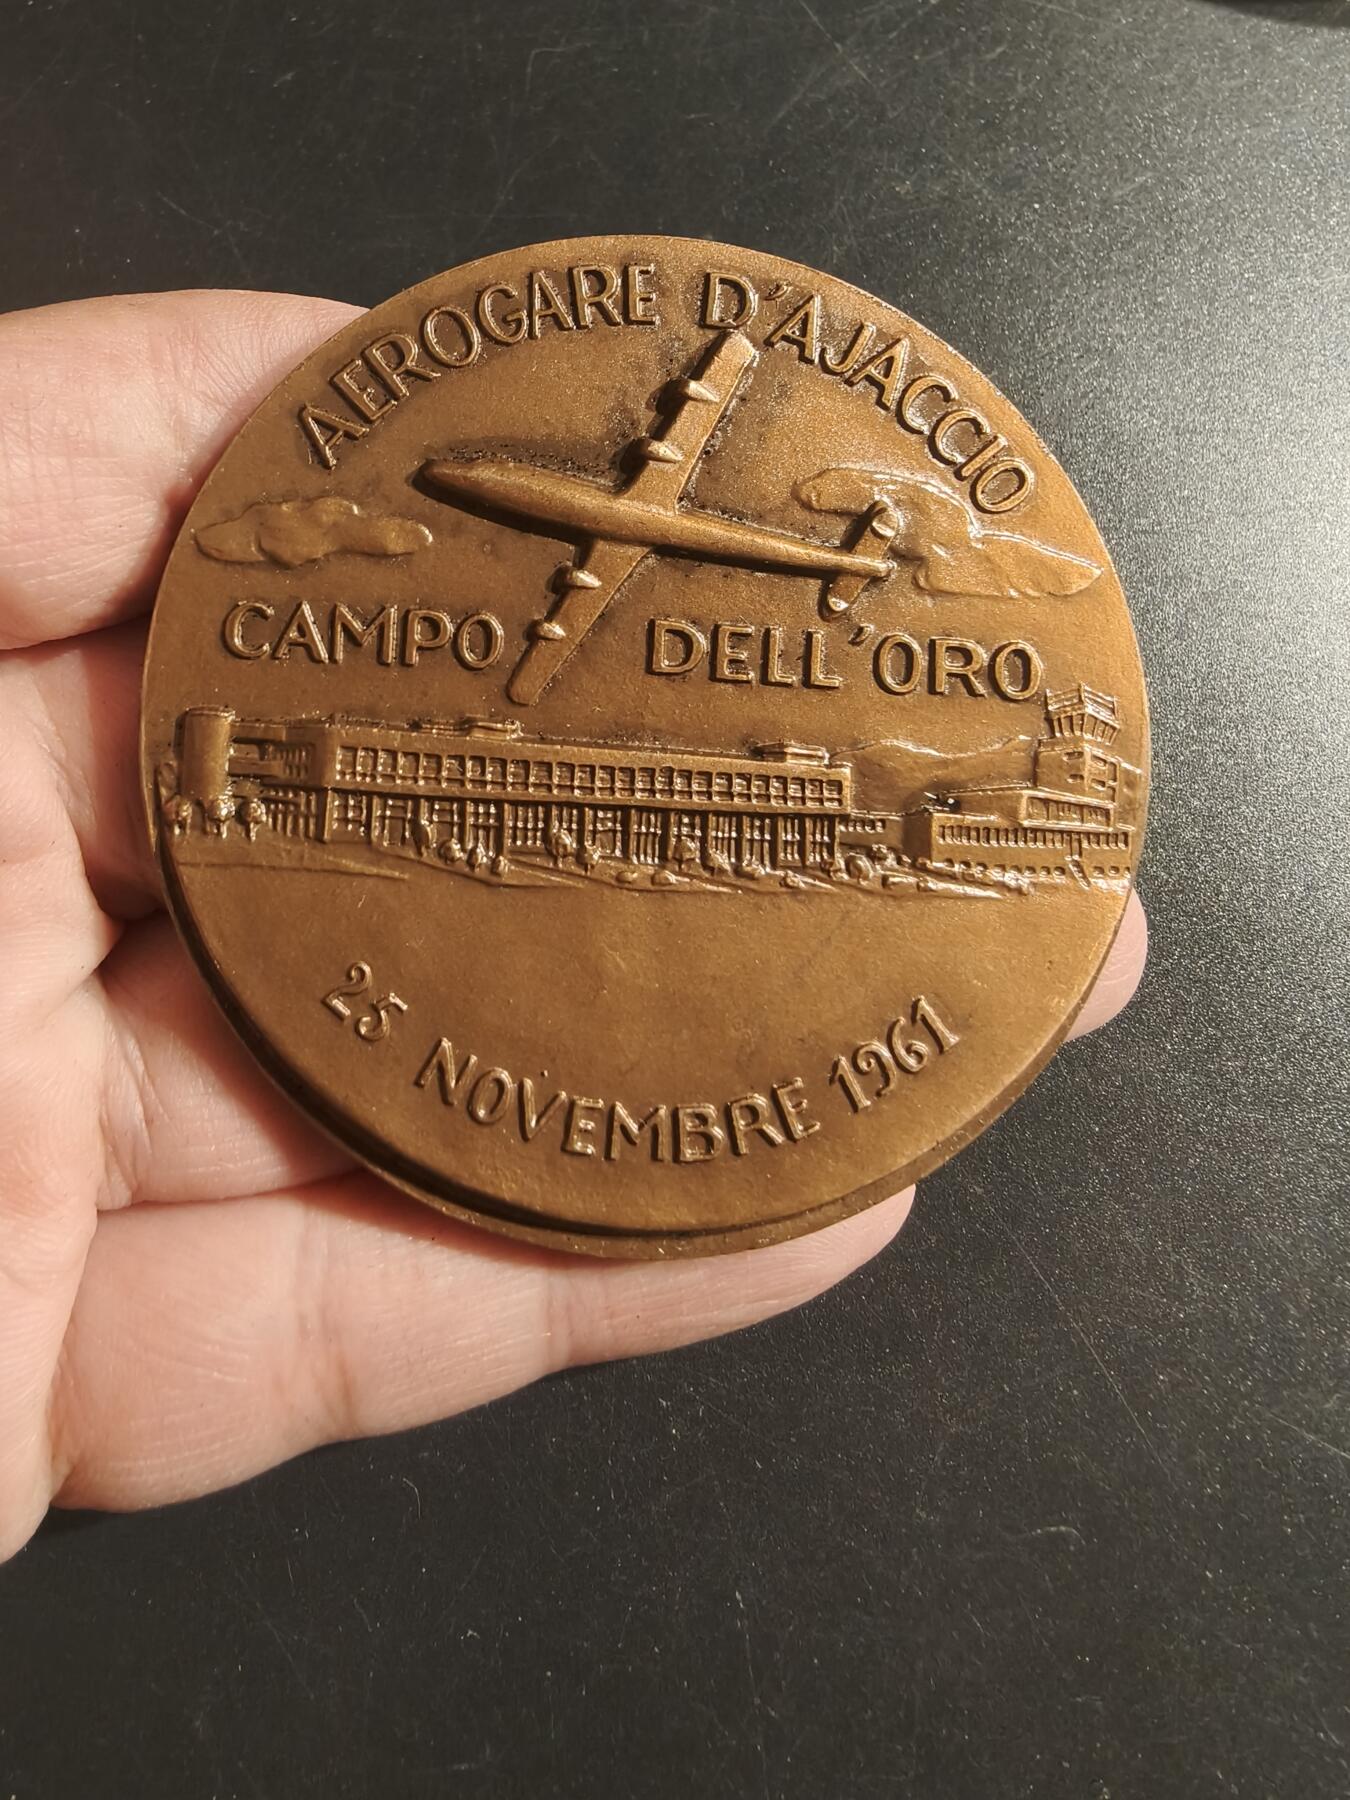 AEROGARE D'AJACCIO
CAMPO DELL'ORO
25 NOVEMBRE 1961